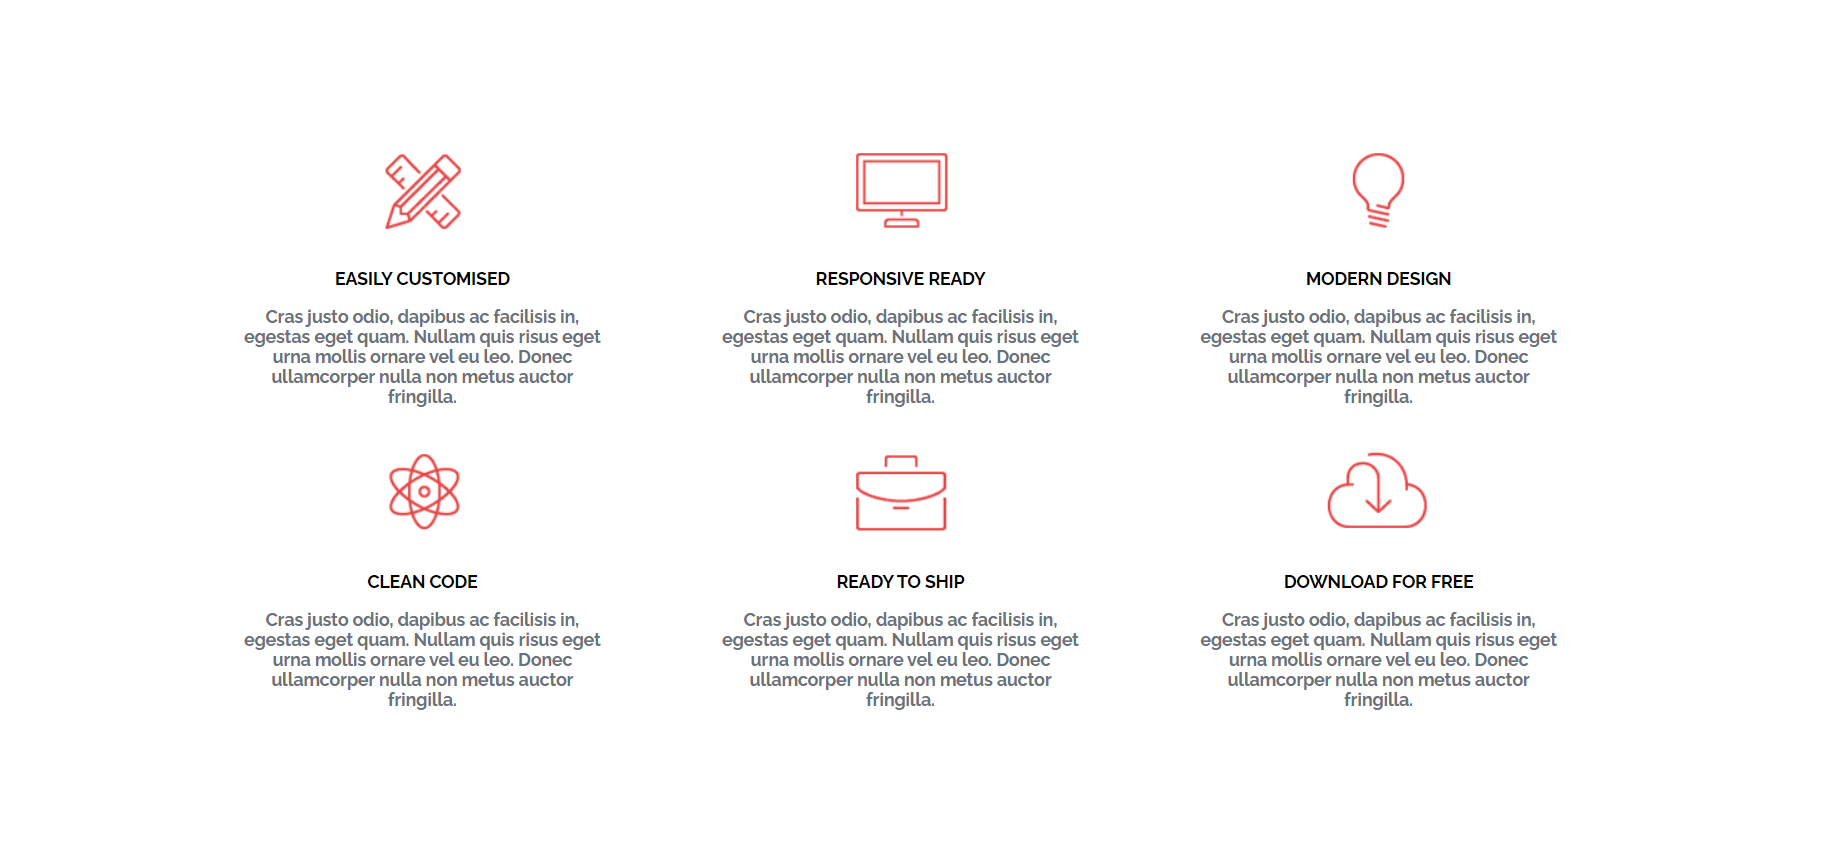 EASILY CUSTOMISED
Cras justo odio, dapibus ac facilisis in,
egestas eget quam. Nullam quis risus eget
urna mollis ornare vel eu leo. Donec
ullamcorper nulla non metus auctor
fringilla.
RESPONSIVE READY
Cras justo odio, dapibus ac facilisis in,
egestas eget quam. Nullam quis risus eget
urna mollis ornare vel eu leo. Donec
ullamcorper nulla non metus auctor
fringilla.
MODERN DESIGN
Cras justo odio, dapibus ac facilisis in,
egestas eget quam. Nullam quis risus eget
urna mollis ornare vel eu leo. Donec
ullamcorper nulla non metus auctor
fringilla.
CLEAN CODE
Cras justo odio, dapibus ac facilisis in,
egestas eget quam. Nullam quis risus eget
urna mollis ornare vel eu leo. Donec
ullamcorper nulla non metus auctor
fringilla.
READY TO SHIP
Cras justo odio, dapibus ac facilisis in,
egestas eget quam. Nullam quis risus eget
urna mollis ornare vel eu leo. Donec
ullamcorper nulla non metus auctor
fringilla.
DOWNLOAD FOR FREE
Cras justo odio, dapibus ac facilisis in,
egestas eget quam. Nullam quis risus eget
urna mollis ornare vel eu leo. Donec
ullamcorper nulla non metus auctor
fringilla.